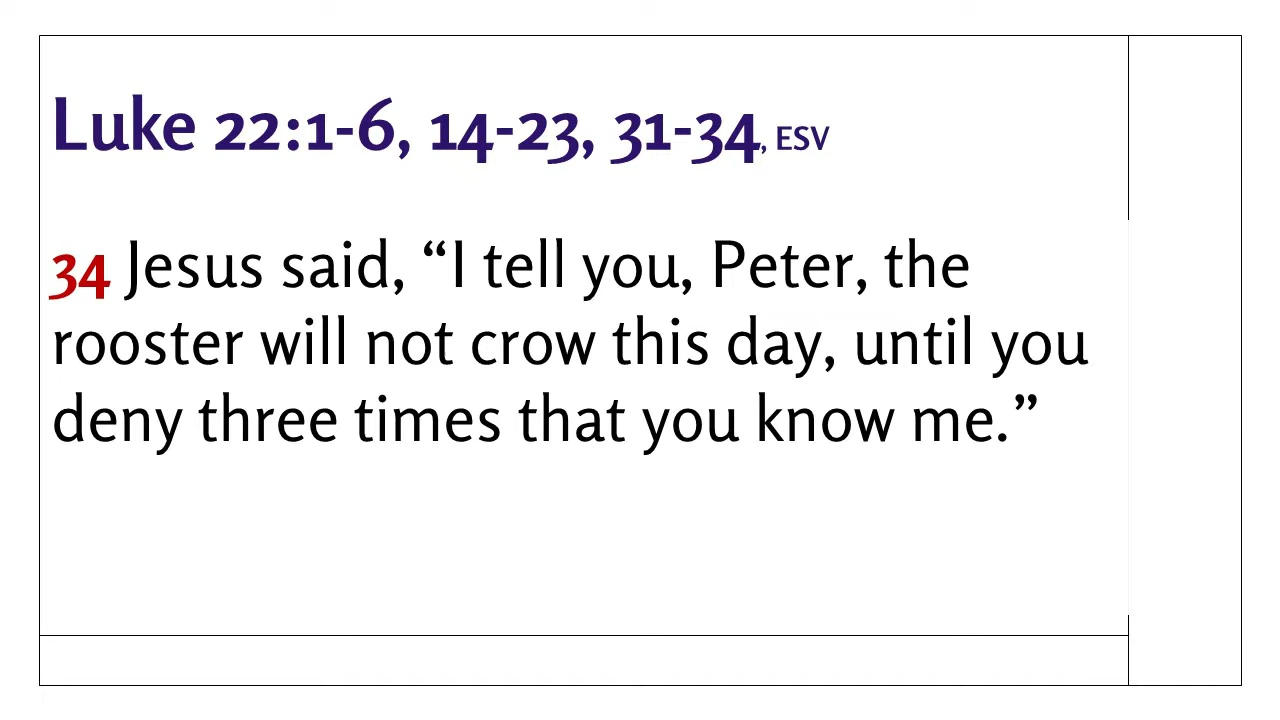 Luke 22:1-6, 14-23, 31-34, ESV
34 Jesus said, “I tell you, Peter, the
rooster will not crow this day, until you
deny three times that you know me.”